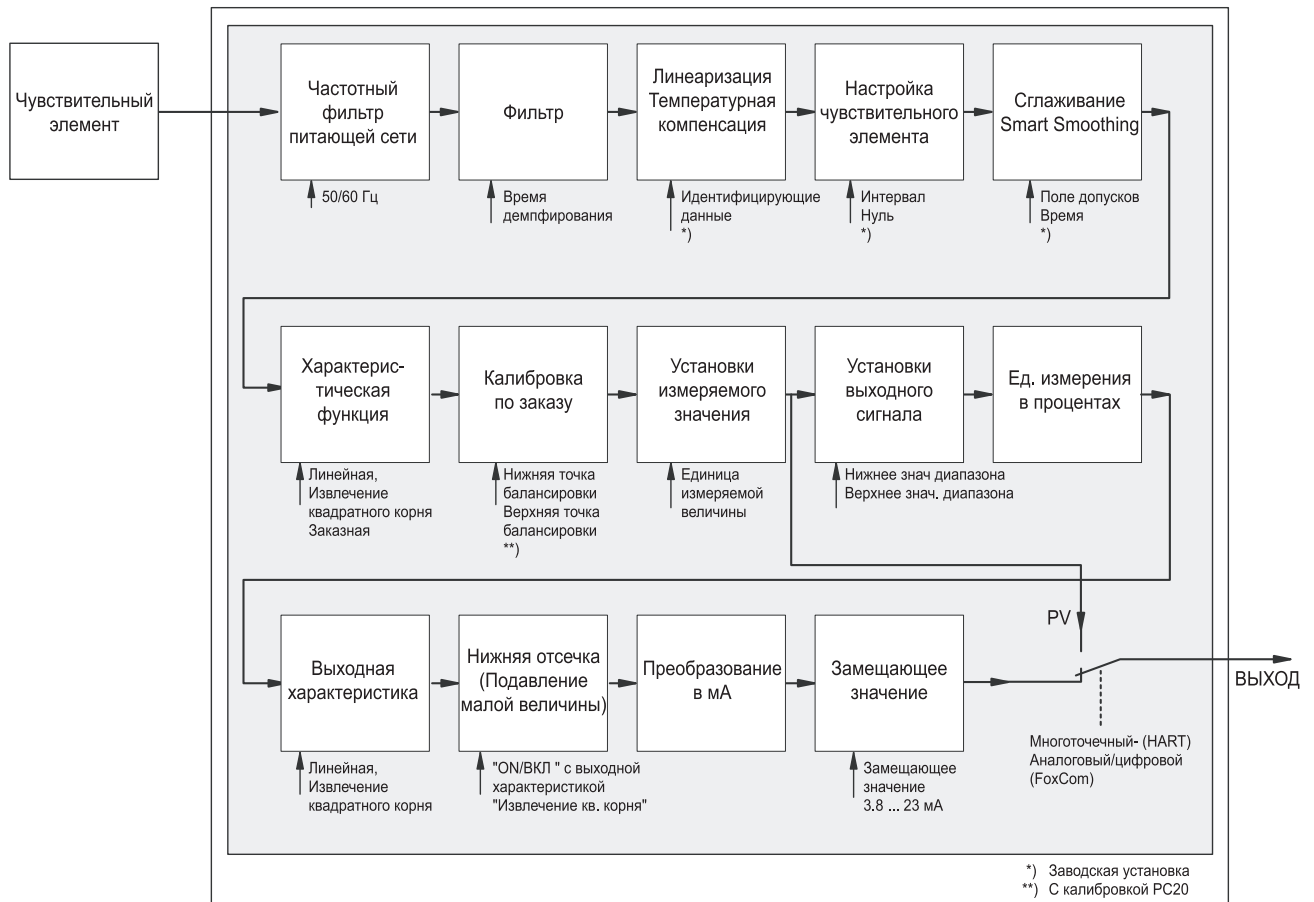 Чувствительный
элемент
Частотный
фильтр
питающей сети
Фильтр
Линеаризация
Температурная
компенсация
Настройка
чувствительного
элемента
Сглаживание
Smart Smoothing
50/60 Гц
Время
демпфирования
Идентифицирующие
данные
*)
Интервал
Нуль
*)
Поле допусков
Время
*)
Характерис-
тическая
функция
Калибровка
по заказу
Установки
измеряемого
значения
Установки
выходного
сигнала
Ед. измерения
в процентах
Линейная,
Извлечение
квадратного корня
Заказная
Нижняя точка
балансировки
Верхняя точка
балансировки
**)
Единица
измеряемой
величины
Нижнее знач диапазона
Верхнее знач. диапазона
PV
Выходная
характеристика
Нижняя отсечка
(Подавление
малой величины)
Преобразование
в мА
Замещающее
значение
ВЫХОД
Линейная,
Извлечение
квадратного корня
"ON/ВКЛ " с выходной
характеристикой
"Извлечение кв. корня"
Замещающее
значение
3.8 ... 23 мА
Многоточечный- (HART)
Аналоговый/цифровой
(FoxCom)
*) Заводская установка
**) С калибровкой PC20